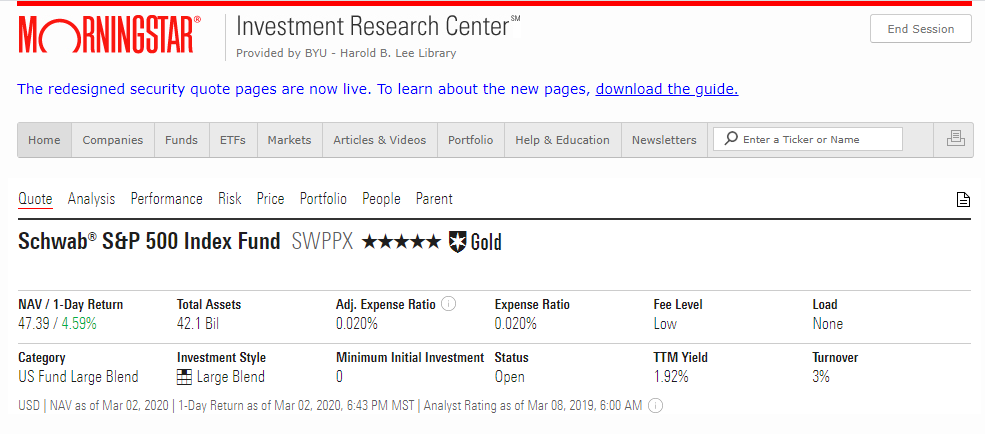 MORNINGSTAR® Investment Research Center℠
Provided by BYU - Harold B. Lee Library
End Session
The redesigned security quote pages are now live. To learn about the new pages, download the guide.
Home Companies Funds ETFs Markets Articles & Videos Portfolio Help & Education Newsletters Enter a Ticker or Name
Quote Analysis Performance Risk Price Portfolio People Parent
Schwab® S&P 500 Index Fund SWPPX ★★★★★ Gold
NAV / 1-Day Return Total Assets Adj. Expense Ratio Expense Ratio Fee Level Load
47.39 / 4.59% 42.1 Bil 0.020% 0.020% Low None
Category Investment Style Minimum Initial Investment Status TTM Yield Turnover
US Fund Large Blend Large Blend 0 Open 1.92% 3%
USD | NAV as of Mar 02, 2020 | 1-Day Return as of Mar 02, 2020, 6:43 PM MST | Analyst Rating as of Mar 08, 2019, 6:00 AM